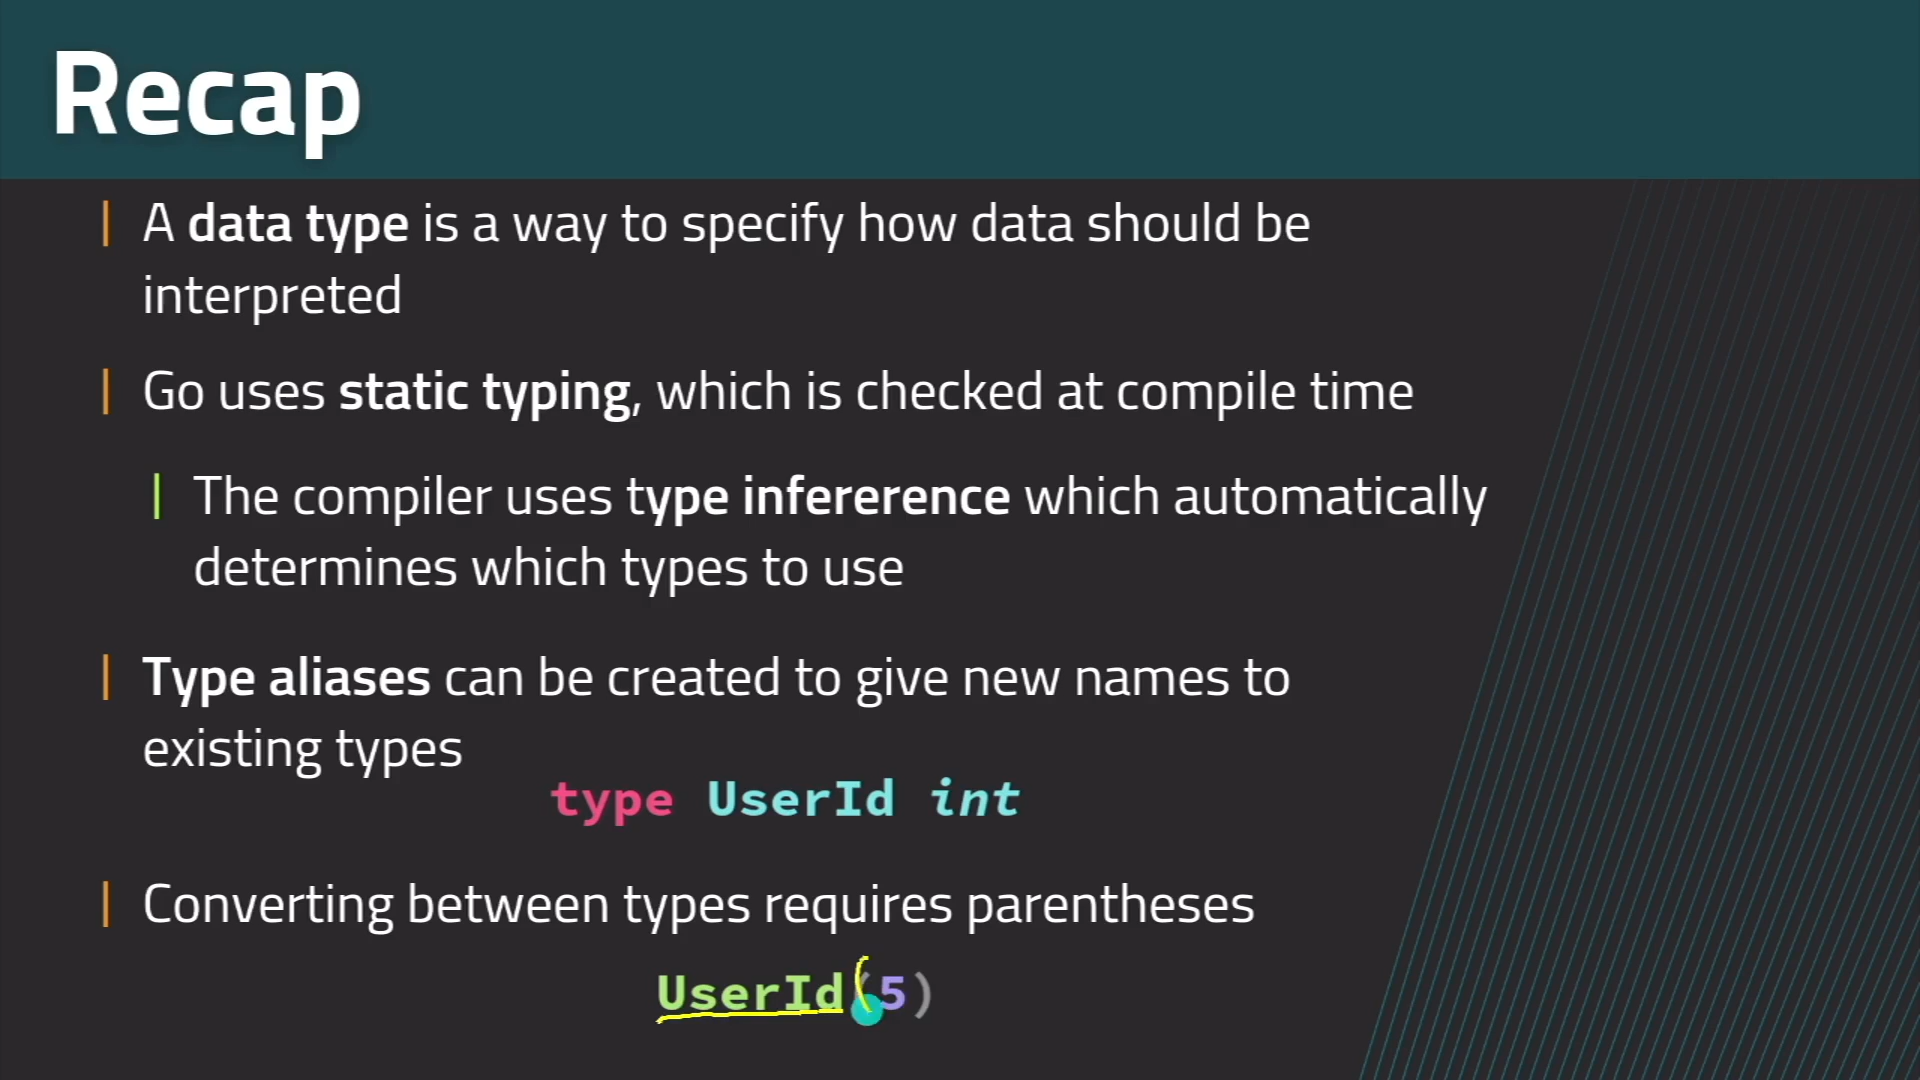 Recap
A data type is a way to specify how data should be
interpreted
Go uses static typing, which is checked at compile time
The compiler uses type infererence which automatically
determines which types to use
Type aliases can be created to give new names to
existing types
type UserId int
Converting between types requires parentheses
UserId(5)